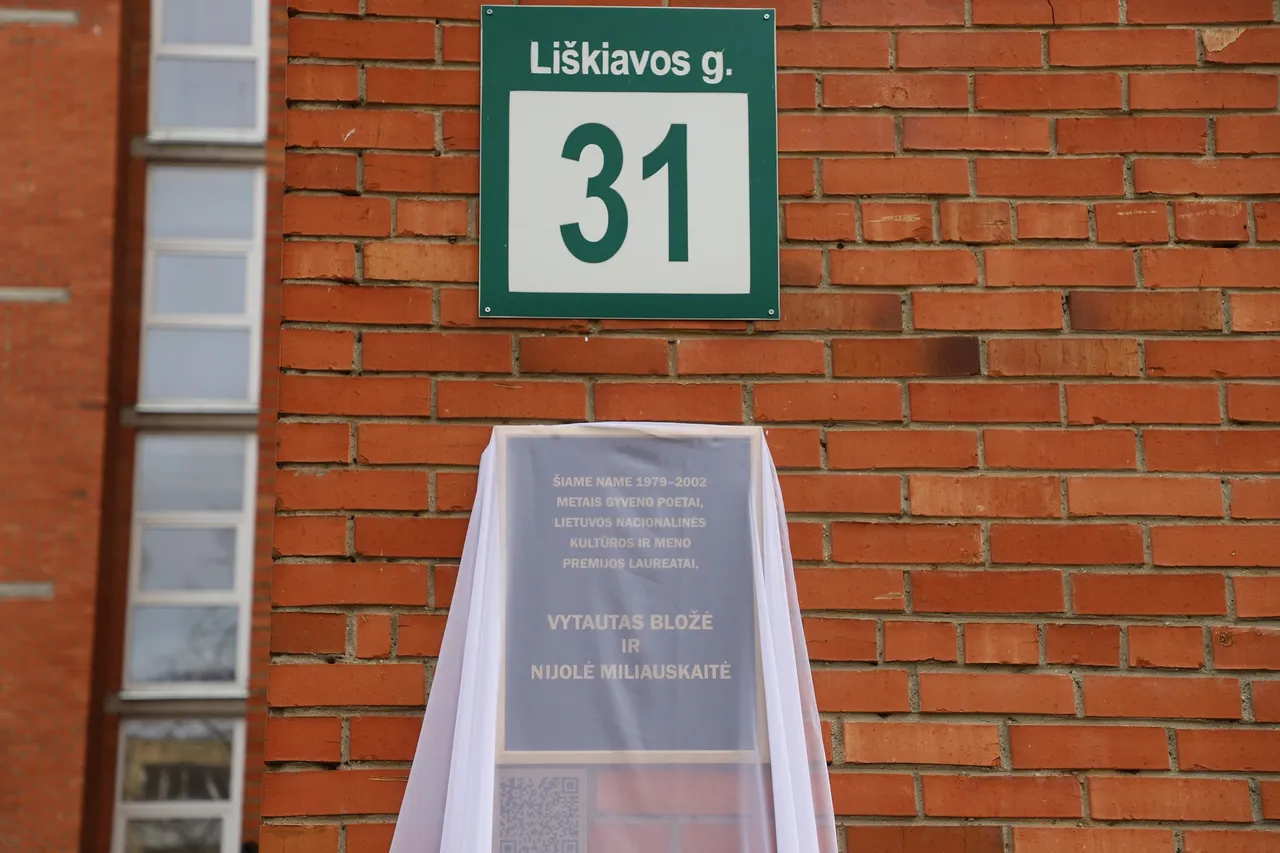 Liškiavos g.
31
ŠIAME NAME 1979–2002
METAIS GYVENO POETAI,
LIETUVOS NACIONALINĖS
KULTŪROS IR MENO
PREMIJOS LAUREATAI,
VYTAUTAS BLOŽĖ
IR
NIJOLĖ MILIAUSKAITĖ